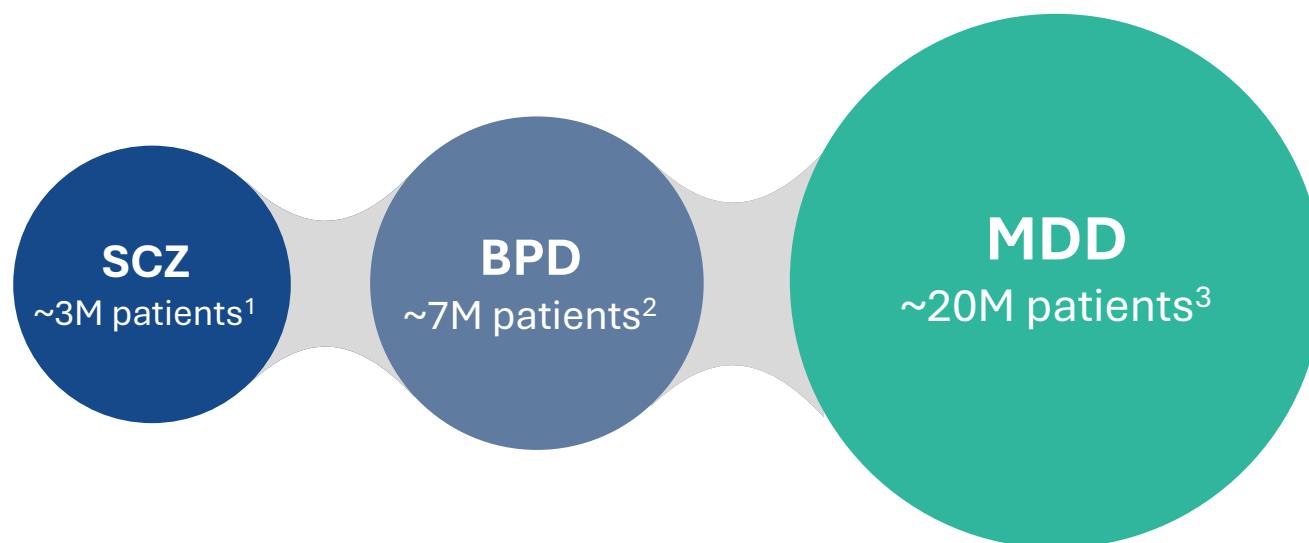 SCZ
~3M patients¹
BPD
~7M patients²
MDD
~20M patients³